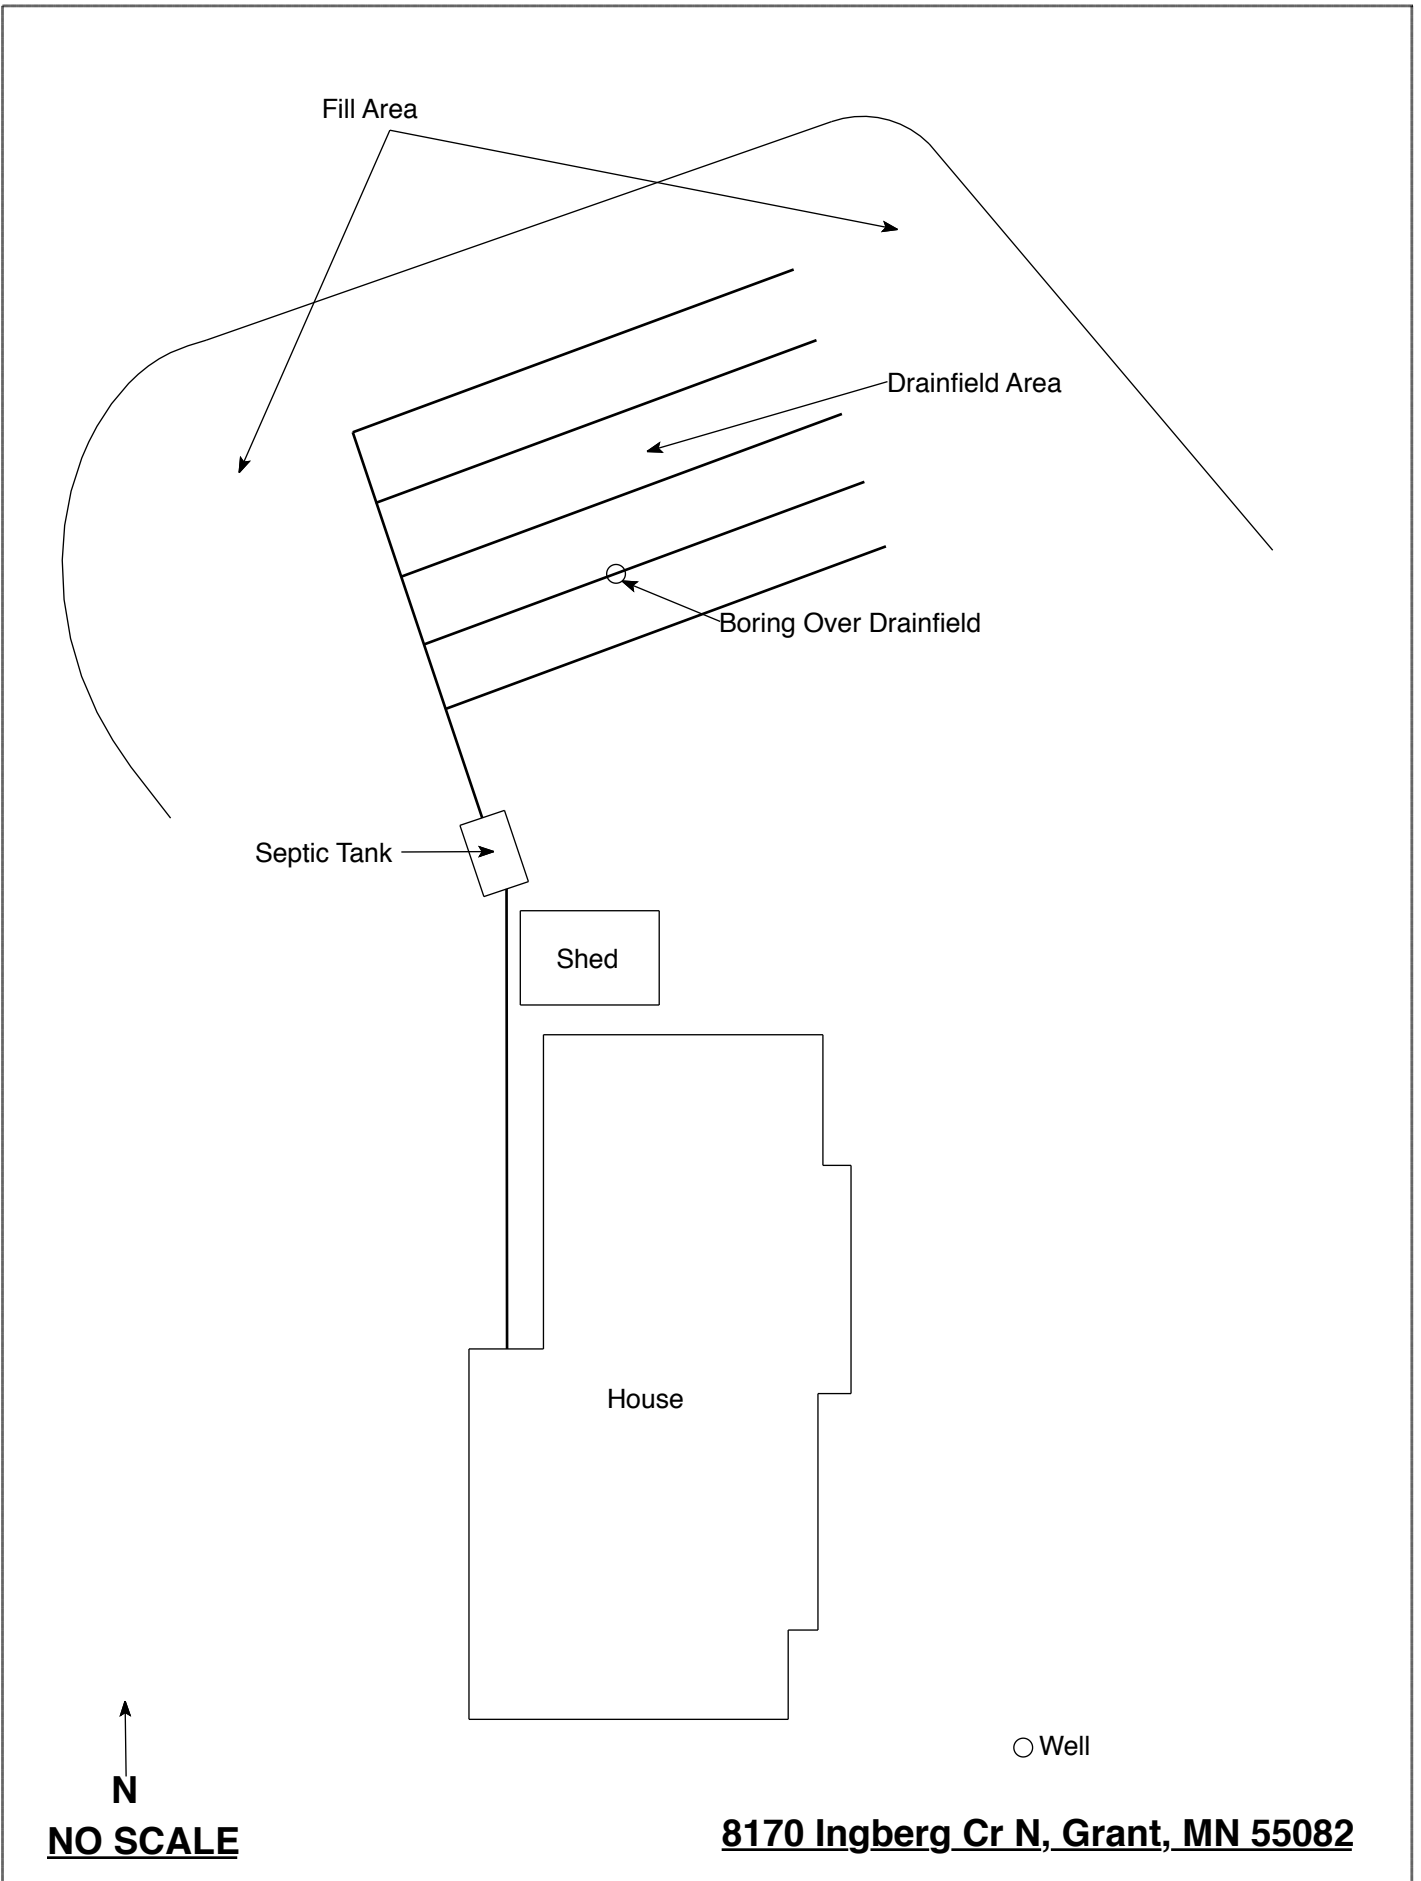 Fill Area
Drainfield Area
Boring Over Drainfield
Septic Tank
Shed
House
Well
N
NO SCALE
8170 Ingberg Cr N, Grant, MN 55082